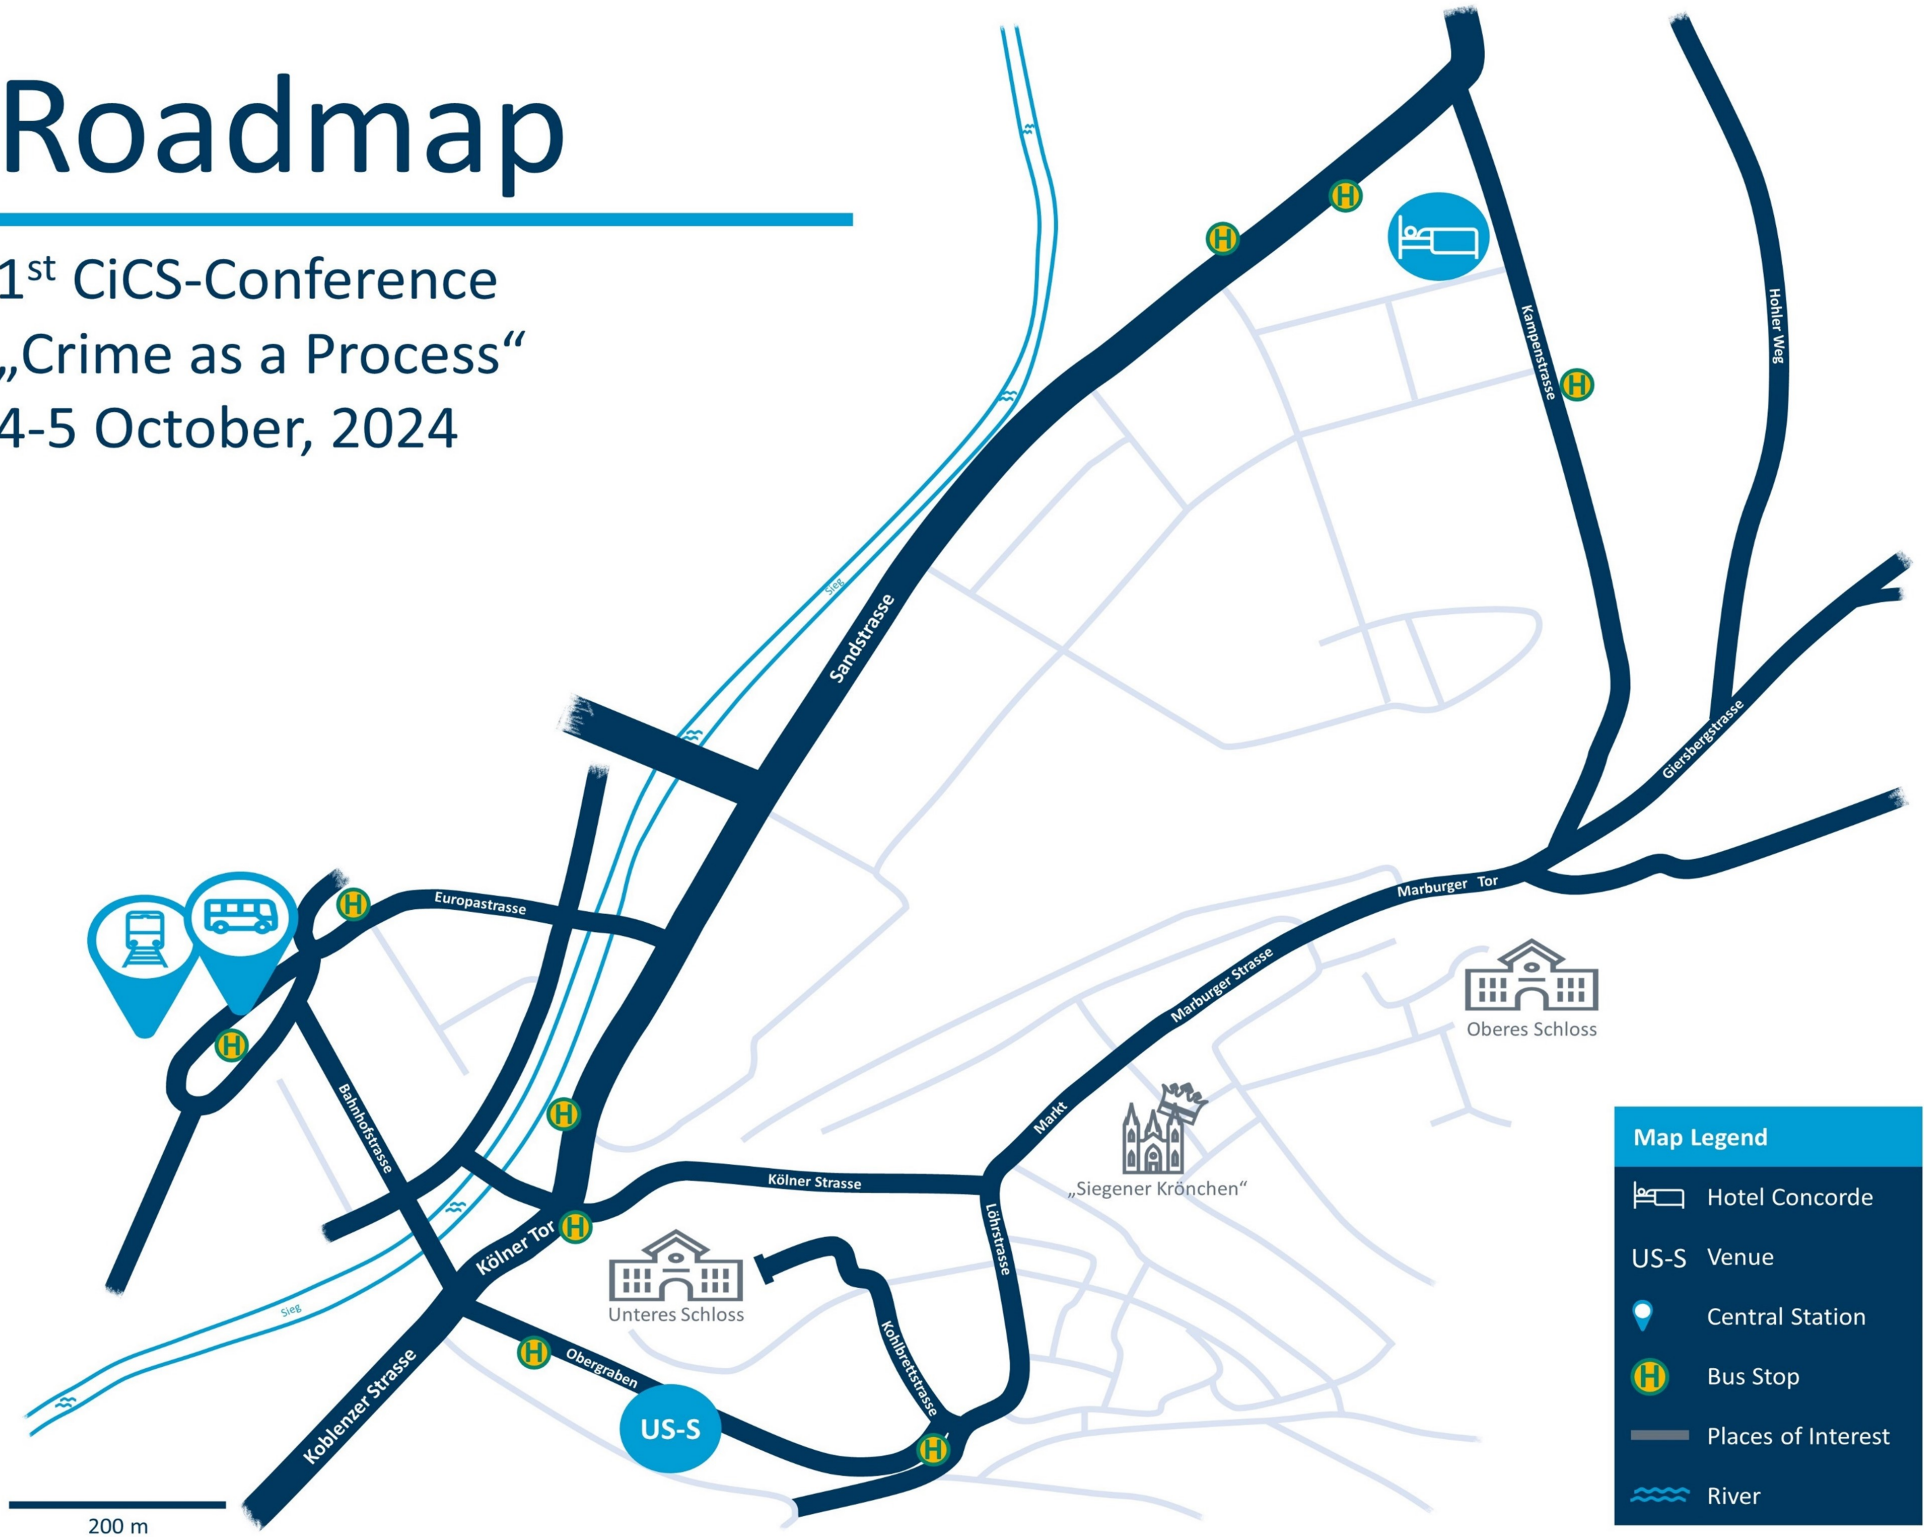 Roadmap
1st CiCS-Conference
„Crime as a Process“
4-5 October, 2024
H
H
Kampenstrasse
H
Hohler Weg
Sieg
Sandstrasse
Giersbergstrasse
Europastrasse
H
H
Marburger Tor
Marburger Strasse
Oberes Schloss
Bahnhofstrasse
H
Markt
„Siegener Krönchen“
Kölner Strasse
Löhrstrasse
Kölner Tor
H
Unteres Schloss
Sieg
H
Obergraben
Kohlbrettstrasse
Koblenzer Strasse
US-S
H
200 m
Map Legend
Hotel Concorde
US-S Venue
Central Station
H Bus Stop
Places of Interest
River